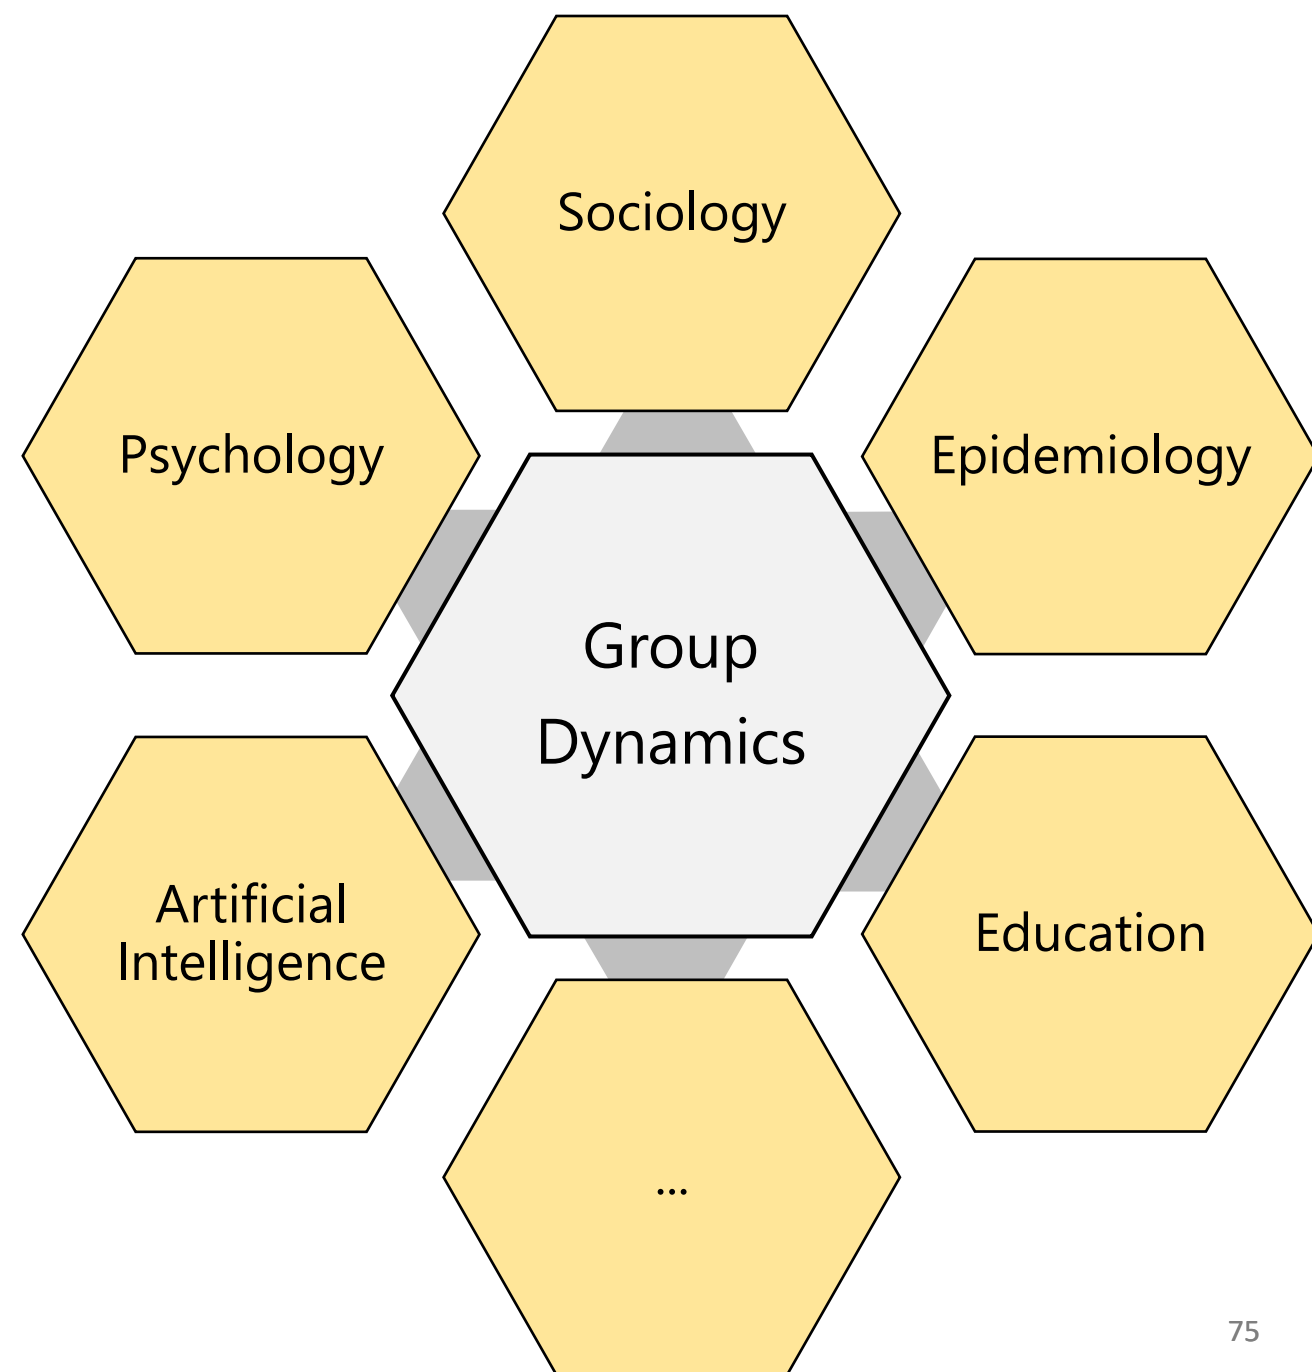 Sociology
Psychology
Epidemiology
Group
Dynamics
Artificial
Intelligence
Education
...
75